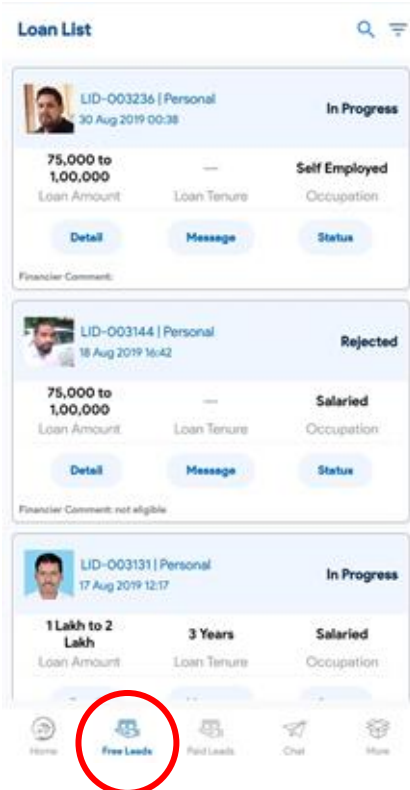 Loan List
LID-003236 | Personal
30 Aug 2019 00:38
In Progress
75,000 to
1,00,000
—
Self Employed
Loan Amount
Loan Tenure
Occupation
Detail
Message
Status
Financier Comment:
LID-003144 | Personal
18 Aug 2019 16:42
Rejected
75,000 to
1,00,000
—
Salaried
Loan Amount
Loan Tenure
Occupation
Detail
Message
Status
Financier Comment: not eligible
LID-003131 | Personal
17 Aug 2019 12:17
In Progress
1 Lakh to 2
Lakh
3 Years
Salaried
Loan Amount
Loan Tenure
Occupation
Home
Free Leads
Paid Leads
Chat
More